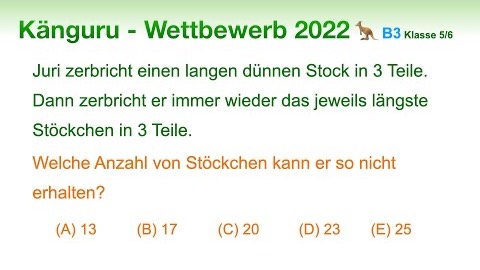 Känguru - Wettbewerb 2022 🦘 B3 Klasse 5/6
Juri zerbricht einen langen dünnen Stock in 3 Teile.
Dann zerbricht er immer wieder das jeweils längste
Stöckchen in 3 Teile.
Welche Anzahl von Stöckchen kann er so nicht
erhalten?
(A) 13 (B) 17 (C) 20 (D) 23 (E) 25